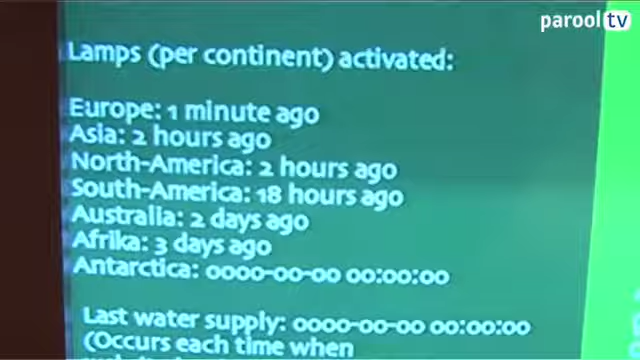 parooltv
Lamps (per continent) activated:
Europe: 1 minute ago
Asia: 2 hours ago
North-America: 2 hours ago
South-America: 18 hours ago
Australia: 2 days ago
Afrika: 3 days ago
Antarctica: 0000-00-00 00:00:00
Last water supply: 0000-00-00 00:00:00
(Occurs each time when